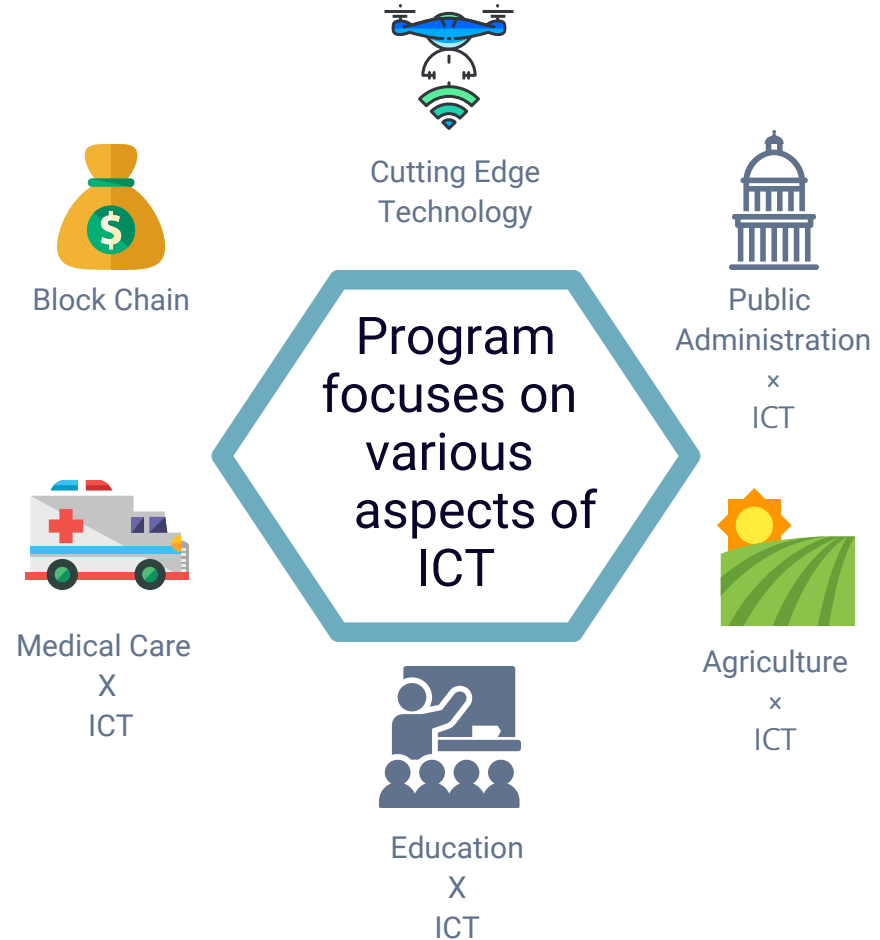 Cutting Edge
Technology
Block Chain
$
Public
Administration
×
ICT
Program
focuses on
various
aspects of
ICT
Medical Care
X
ICT
Agriculture
×
ICT
Education
X
ICT